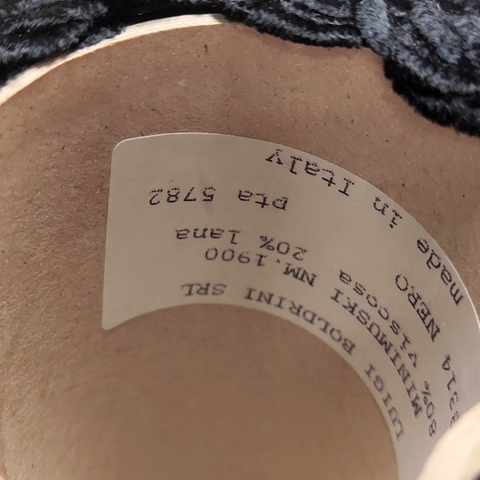 LUIGI BOLDRINI SRL
MINIMUSKI NM.1900
80% viscosa 20% lana
NERO pta 5782
made in Italy